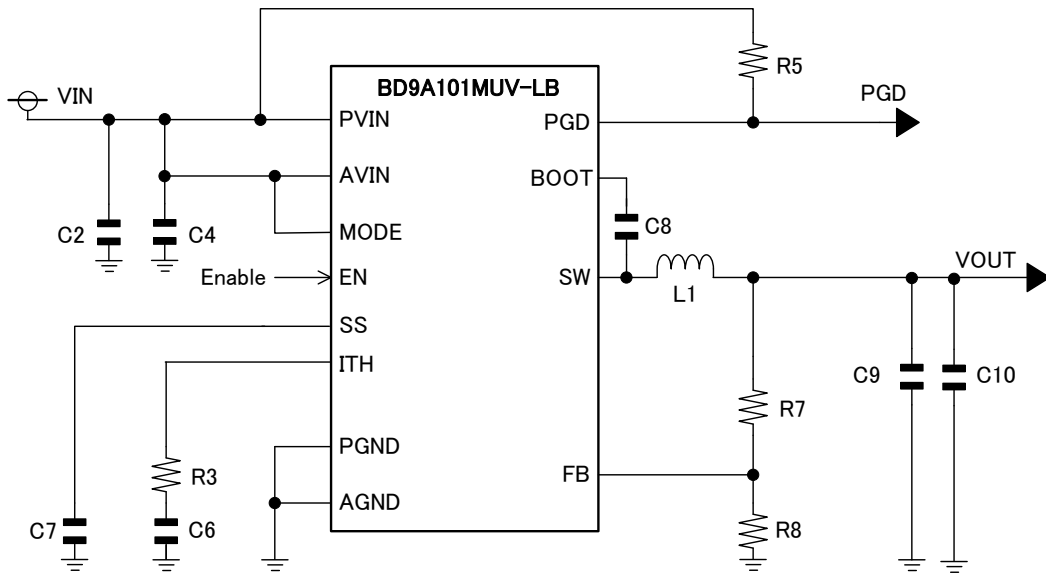 BD9A101MUV-LB
VIN
R5
PGD
PVIN
PGD
AVIN
BOOT
C2
C4
MODE
C8
Enable
EN
SW
L1
VOUT
SS
ITH
C9
C10
R7
PGND
R3
FB
AGND
C7
C6
R8